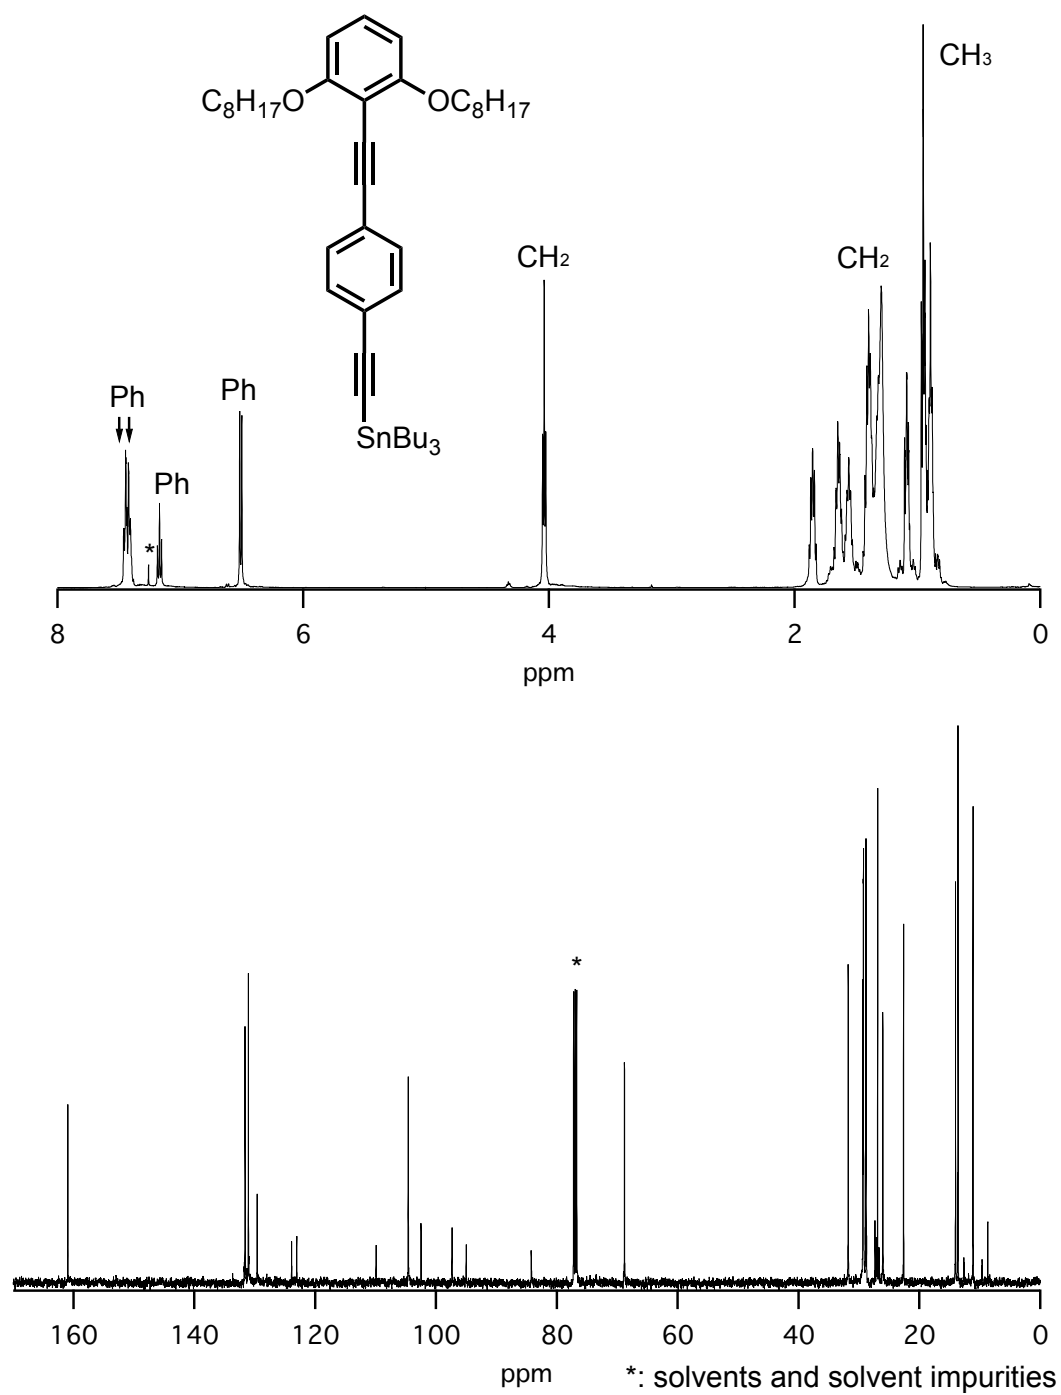 C₈H₁₇O OC₈H₁₇
CH₃
CH₂ CH₂
Ph Ph
SnBu₃
Ph
*
8 6 4 2 0
ppm
*
160 140 120 100 80 60 40 20 0
ppm *: solvents and solvent impurities